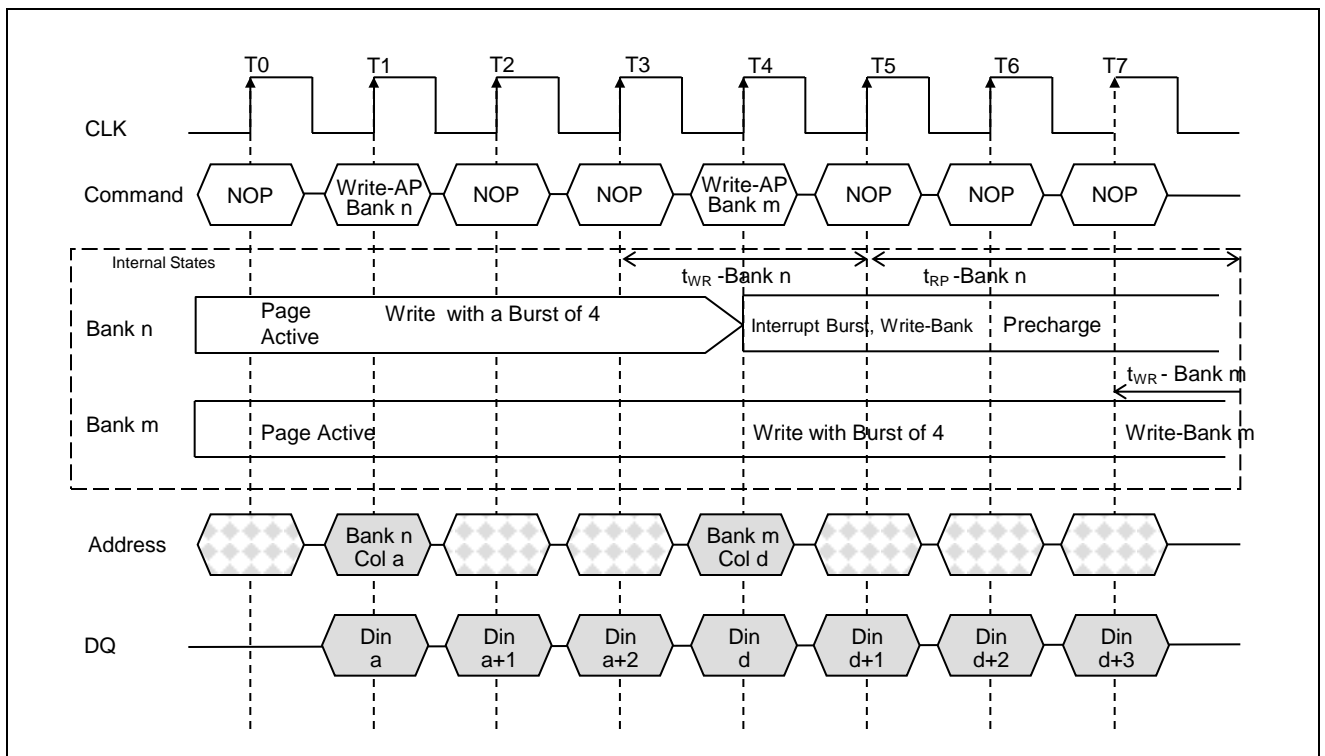 T0 T1 T2 T3 T4 T5 T6 T7
CLK
Command NOP Write-AP Bank n NOP NOP Write-AP Bank m NOP NOP NOP
Internal States
tWR -Bank n tRP -Bank n
Bank n Page Active Write with a Burst of 4 Interrupt Burst, Write-Bank Precharge
tWR - Bank m
Bank m Page Active Write with Burst of 4 Write-Bank m
Address Bank n Col a Bank m Col d
DQ Din a Din a+1 Din a+2 Din d Din d+1 Din d+2 Din d+3